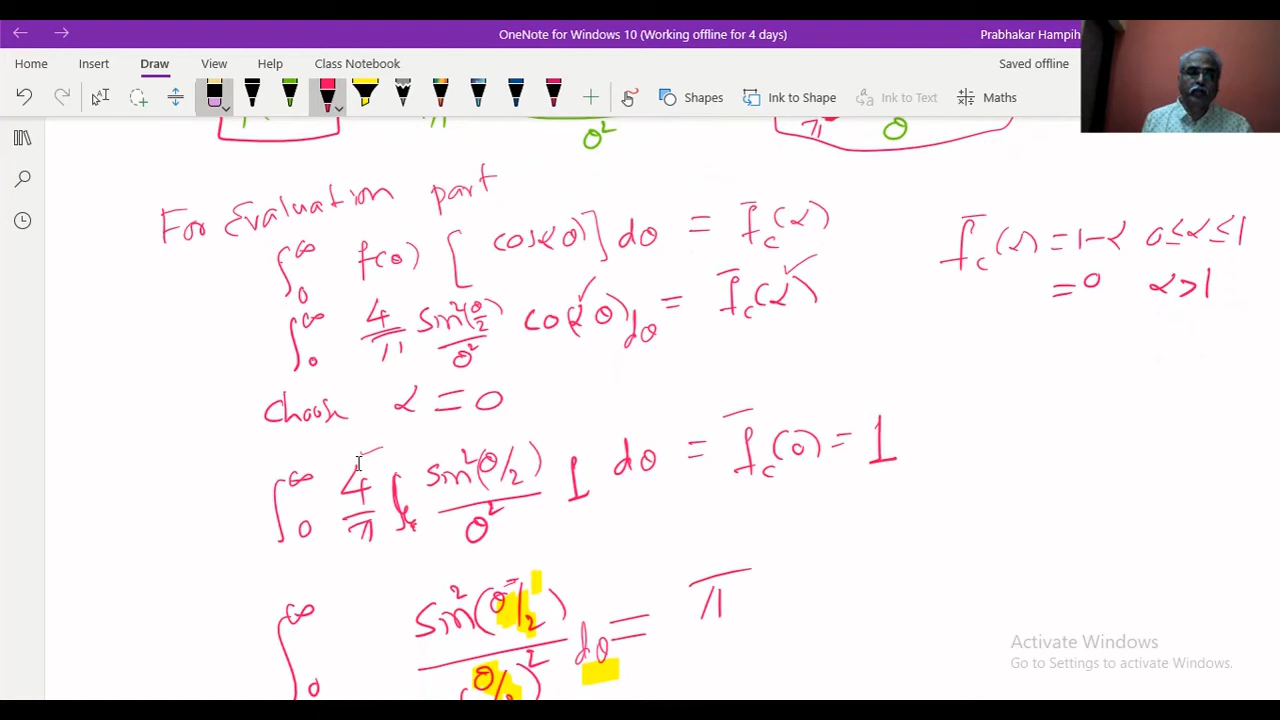 OneNote for Windows 10 (Working offline for 4 days)
Prabhakar Hampih
Home Insert Draw View Help Class Notebook
Saved offline
Shapes Ink to Shape Ink to Text Maths
π θ² π θ
For Evaluation part
∫₀^∞ f(θ) [cos(αθ)] dθ = f̄c(α)
f̄c(α) = 1-α 0≤α≤1
= 0 α>1
∫₀^∞ 4/π sin²(θ/2)/θ² cos(αθ) dθ = f̄c(α)
choose α = 0
∫₀^∞ 4/π sin²(θ/2)/θ² 1 dθ = f̄c(0) = 1
∫₀^∞ sin²(θ/2)/(θ/2)² dθ = π
Activate Windows
Go to Settings to activate Windows.